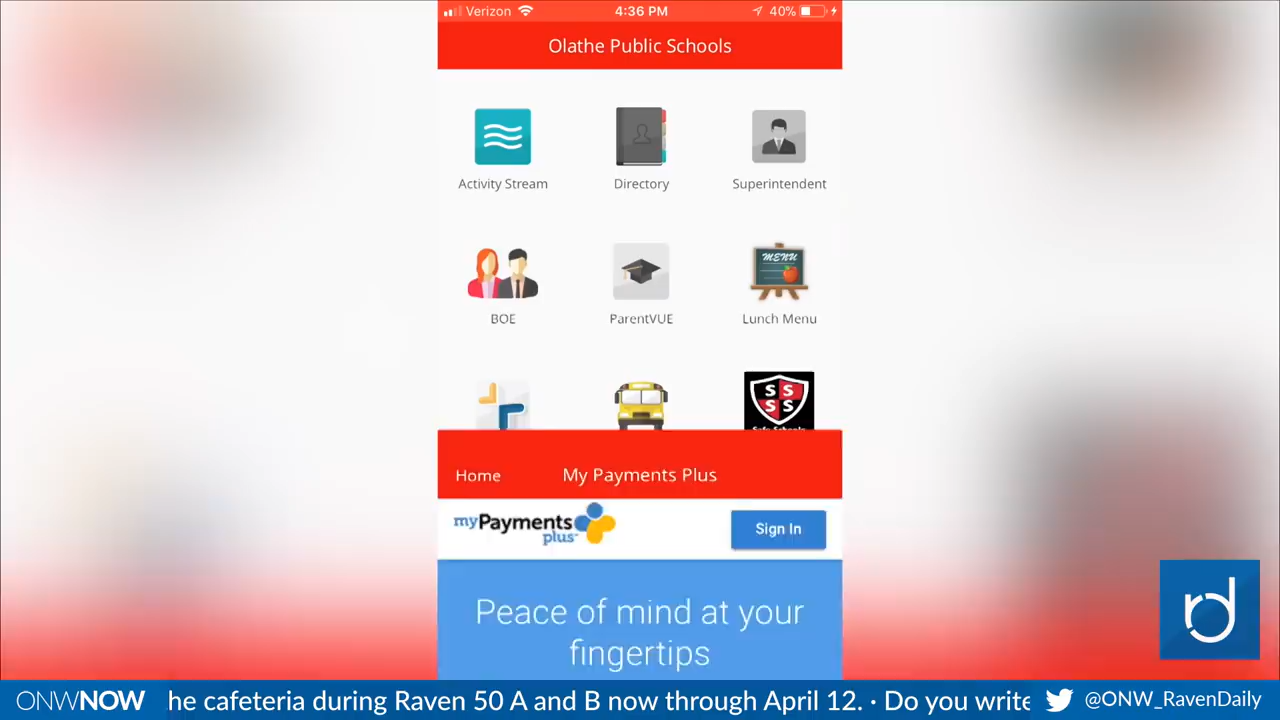 Verizon 4:36 PM 40%
Olathe Public Schools
Activity Stream Directory Superintendent
MENU
BOE ParentVUE Lunch Menu
S S
S S
Home My Payments Plus
myPayments
plus
Sign In
Peace of mind at your
fingertips
rd
ONWNOW he cafeteria during Raven 50 A and B now through April 12. · Do you write @ONW_RavenDaily